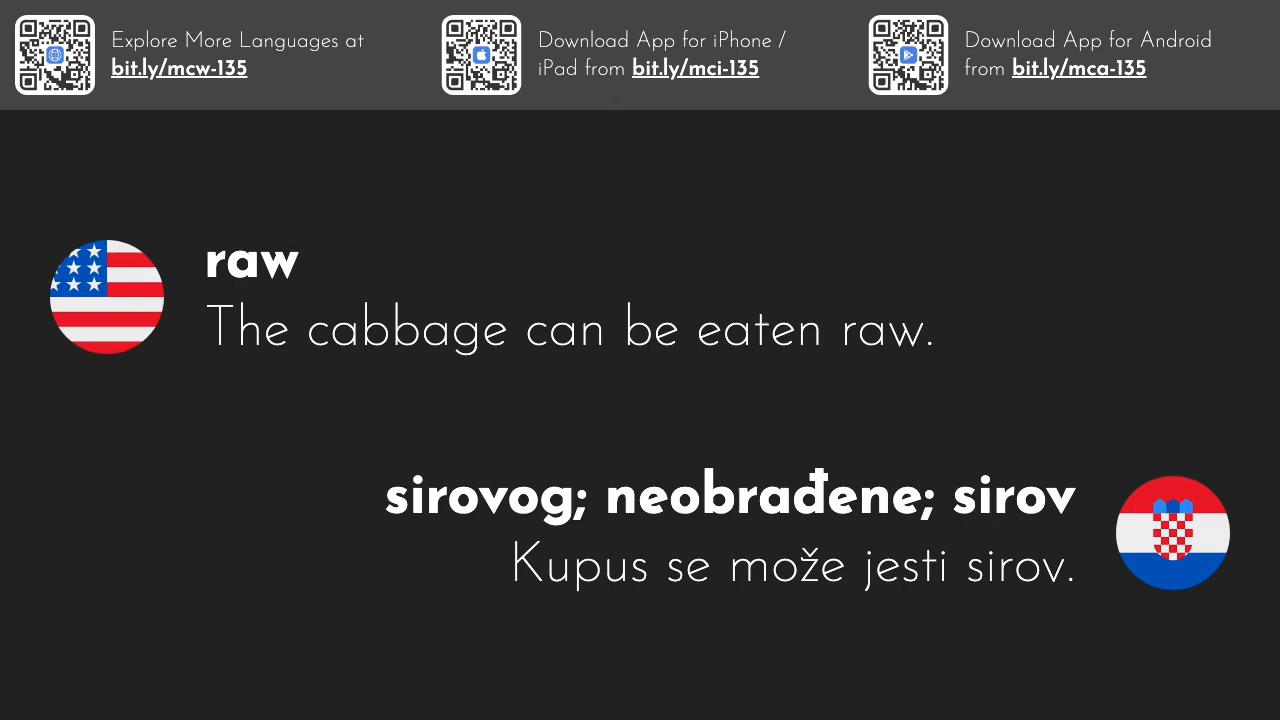 Explore More Languages at
bit.ly/mcw-135
Download App for iPhone /
iPad from bit.ly/mci-135
Download App for Android
from bit.ly/mca-135
raw
The cabbage can be eaten raw.
sirovog; neobrađene; sirov
Kupus se može jesti sirov.